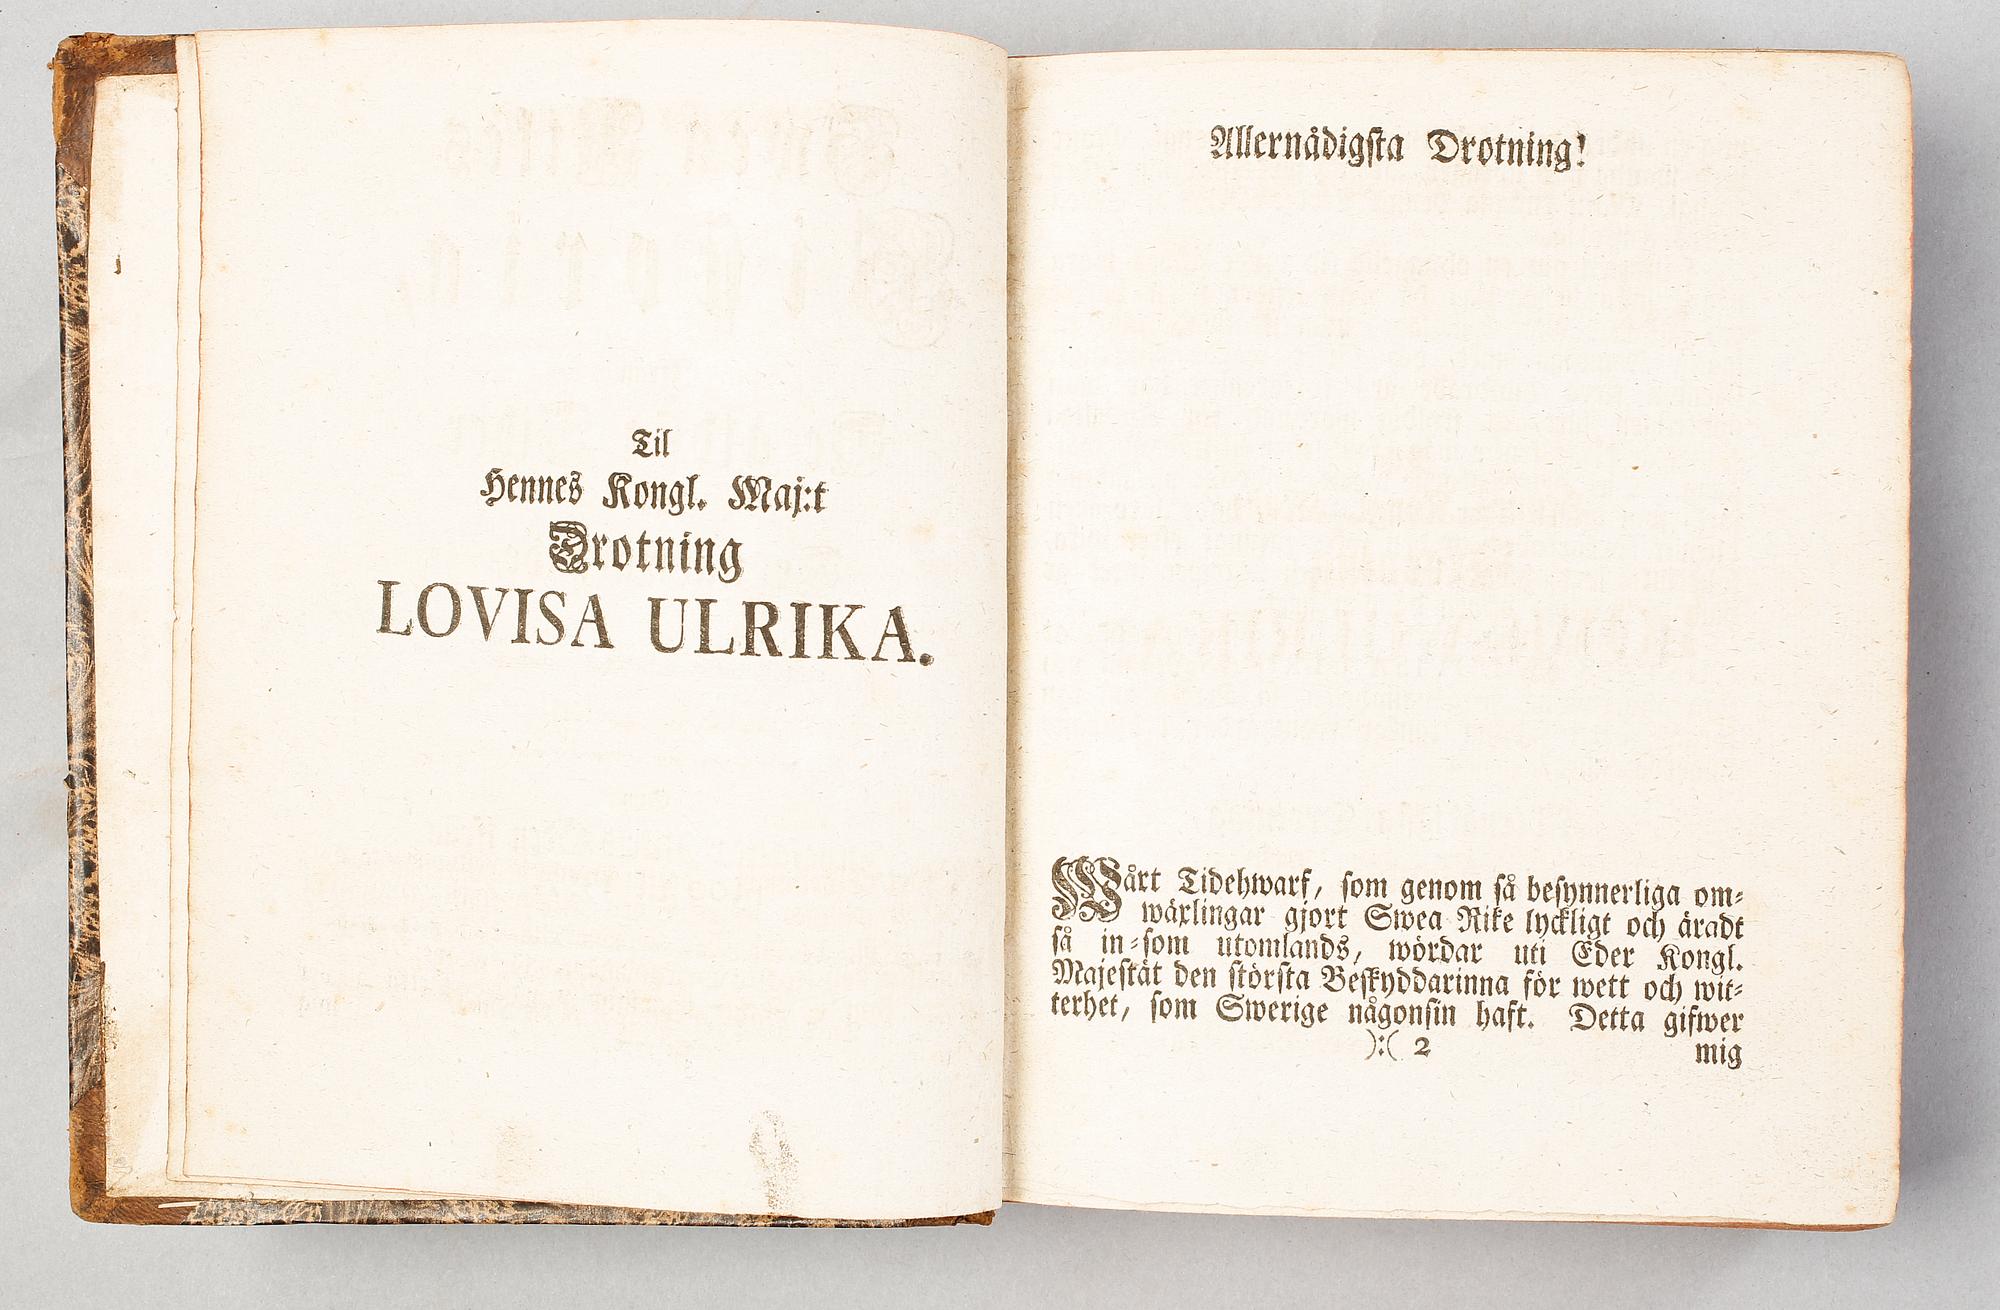 Til
Hennes Kongl. Maj:t
Drotning
LOVISA ULRIKA.
Allernådigsta Drotning!
Wårt Tidehwarf, som genom så besynnerliga om-
wäxlingar gjort Swea Rike lyckligt och äradt
så in-som utomlands, wördar uti Eder Kongl.
Majestät den största Beskyddarinna för wett och wit-
terhet, som Swerige någonsin haft. Detta gifwer
):( 2
mig